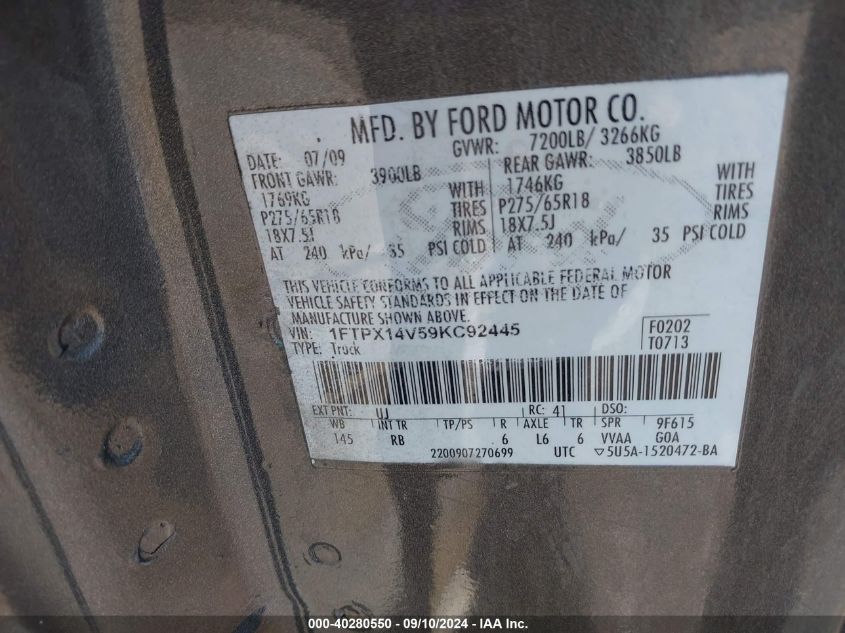 MFD. BY FORD MOTOR CO.
DATE: 07/09 GVWR: 7200LB/ 3266KG
FRONT GAWR: 3900LB REAR GAWR: 3850LB
1769KG WITH 1746KG WITH
P275/65R18 TIRES P275/65R18 TIRES
18X7.5J RIMS 18X7.5J RIMS
AT 240 kPa/ 35 PSI COLD AT 240 kPa/ 35 PSI COLD
THIS VEHICLE CONFORMS TO ALL APPLICABLE FEDERAL MOTOR
VEHICLE SAFETY STANDARDS IN EFFECT ON THE DATE OF
MANUFACTURE SHOWN ABOVE.
VIN: 1FTPX14V59KC92445 F0202
TYPE: Truck T0713
EXT PNT: UJ RC: 41 DSO:
WB INT TR TP/PS R AXLE TR SPR 9F615
145 RB 6 L6 6 VVAA GOA
2200907270699 UTC ▽5U5A-1520472-BA
000-40280550 - 09/10/2024 - IAA Inc.